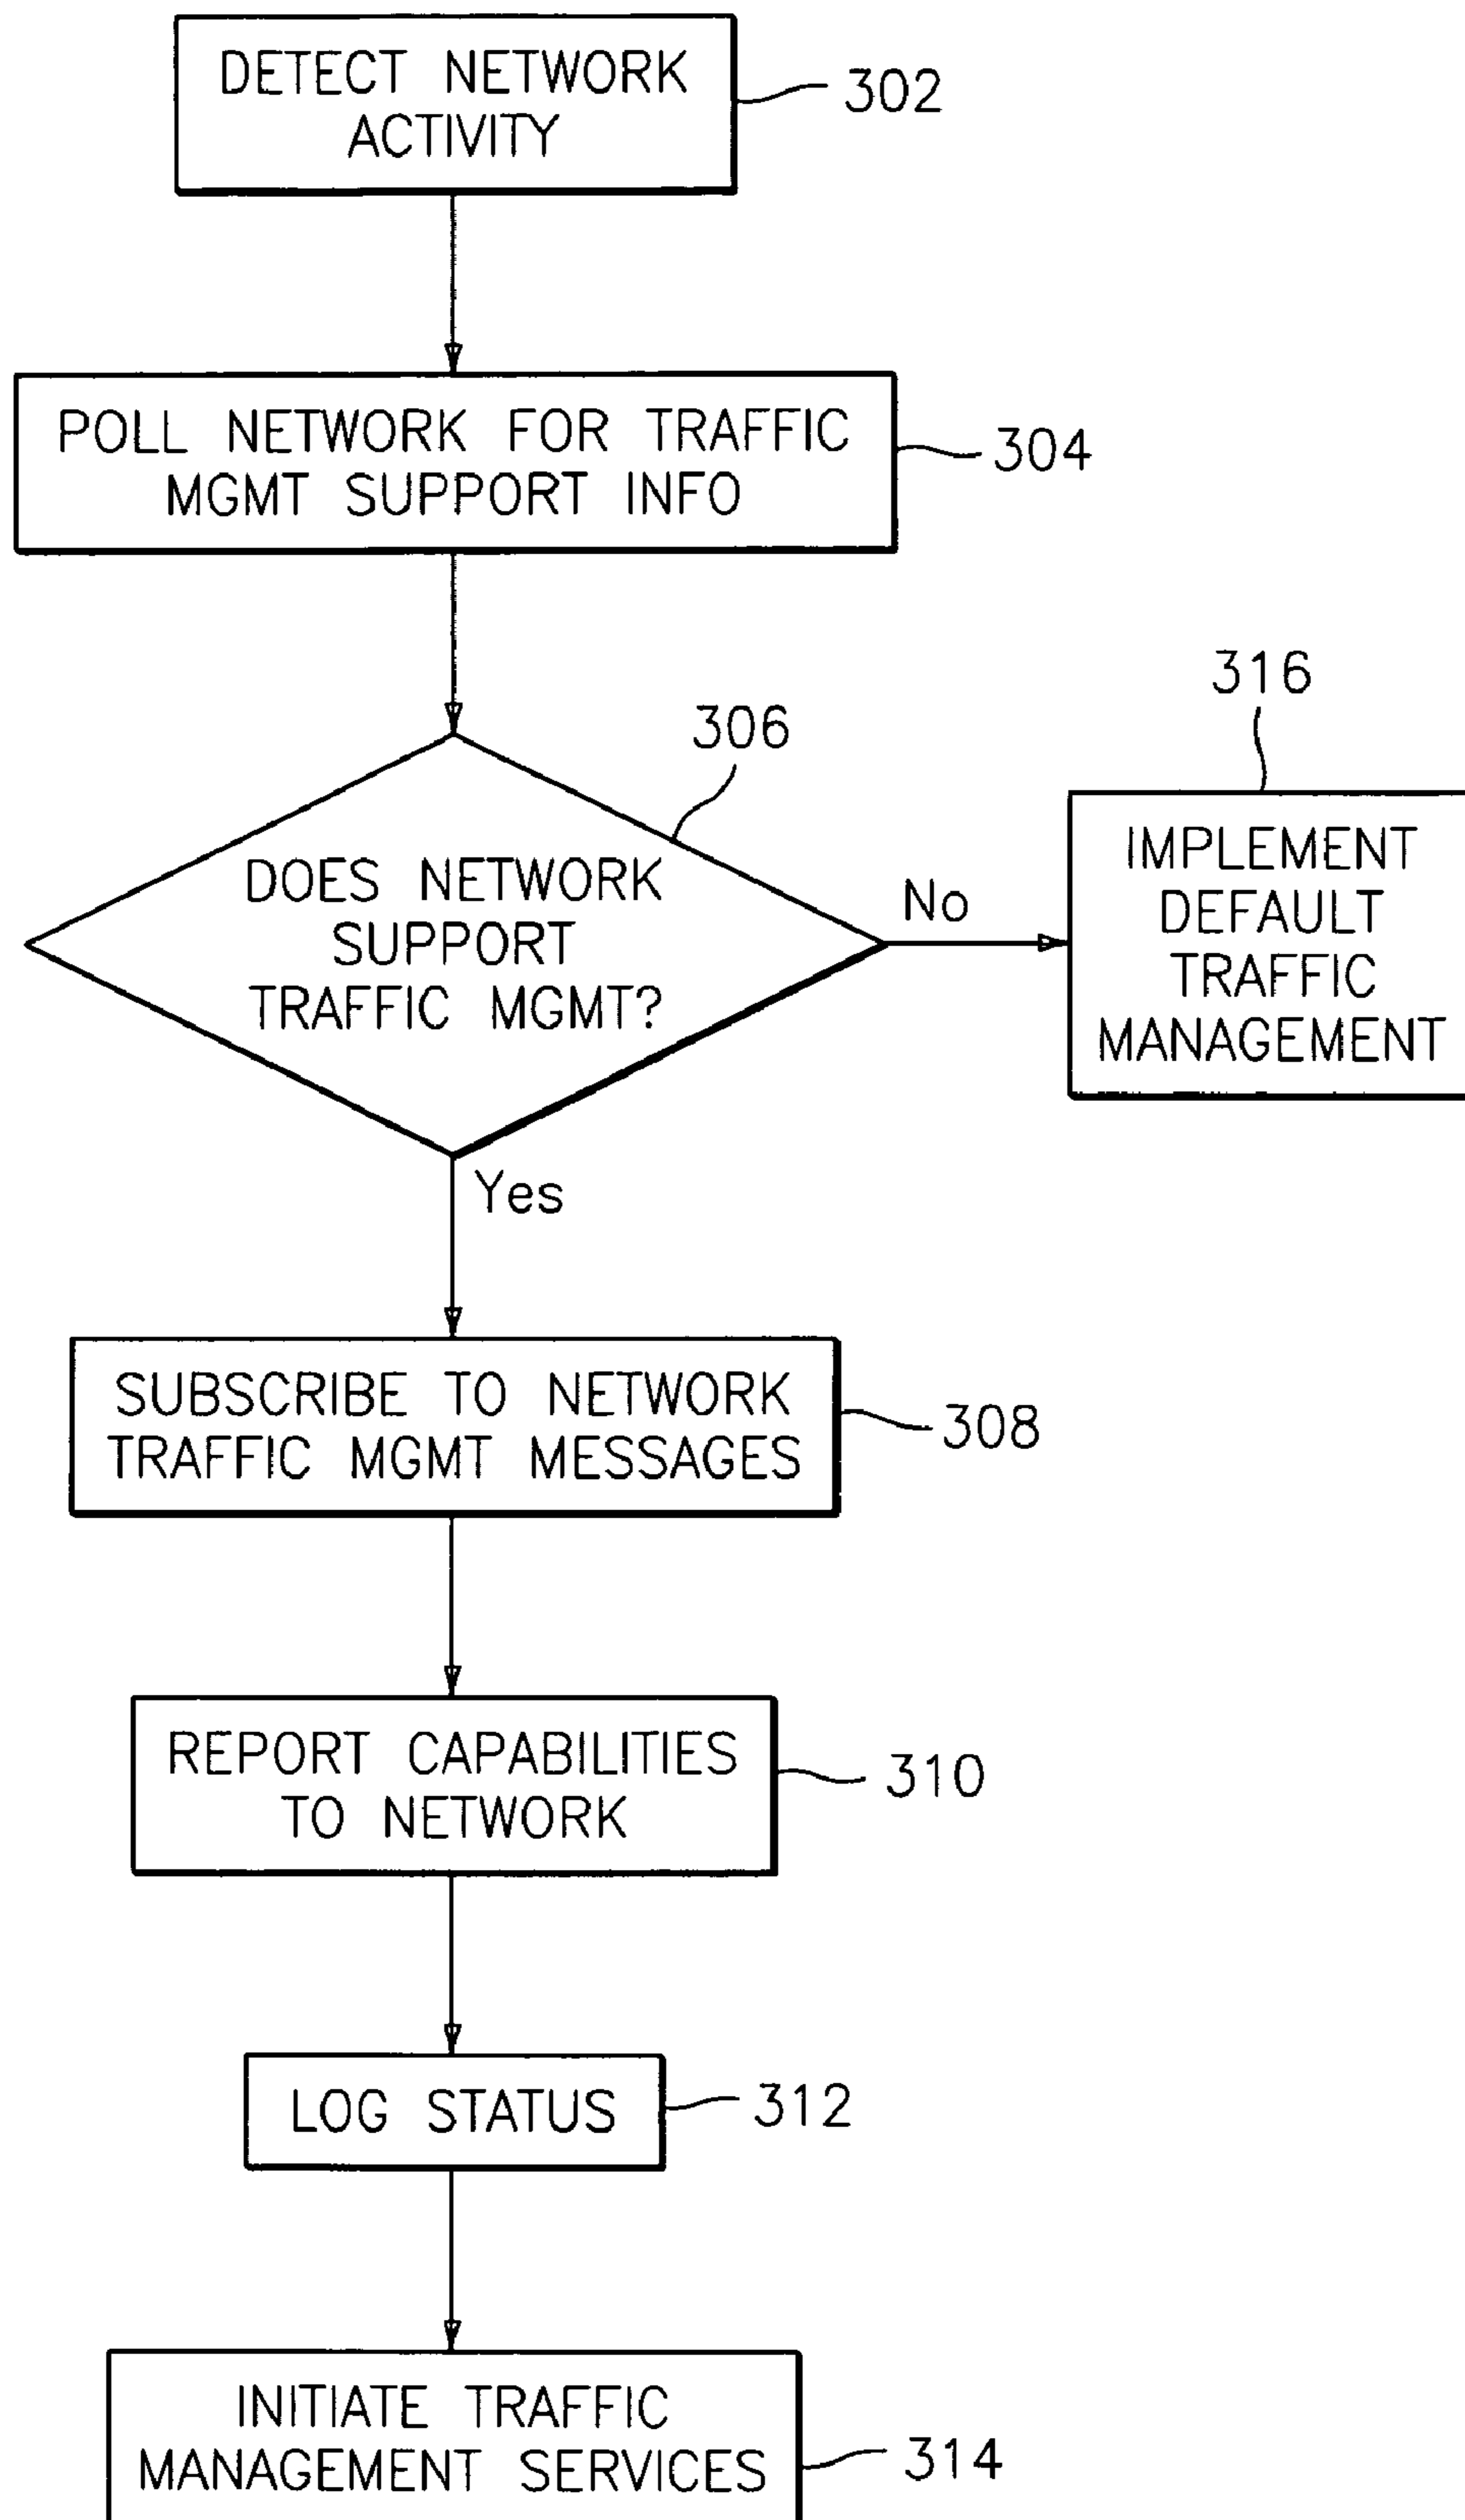 DETECT NETWORK
ACTIVITY
302
POLL NETWORK FOR TRAFFIC
MGMT SUPPORT INFO
304
306
316
DOES NETWORK
SUPPORT
TRAFFIC MGMT?
No
IMPLEMENT
DEFAULT
TRAFFIC
MANAGEMENT
Yes
SUBSCRIBE TO NETWORK
TRAFFIC MGMT MESSAGES
308
REPORT CAPABILITIES
TO NETWORK
310
LOG STATUS
312
INITIATE TRAFFIC
MANAGEMENT SERVICES
314